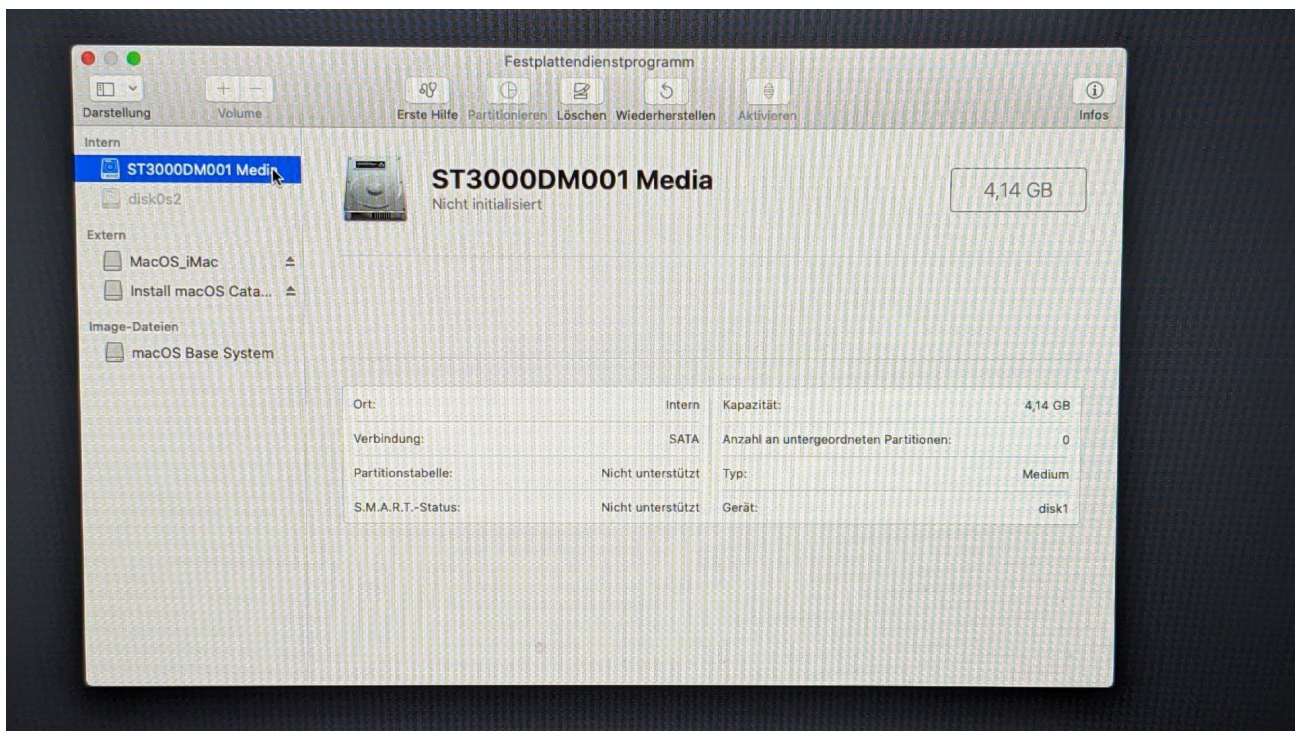 Festplattendienstprogramm
Darstellung
Volume
Erste Hilfe
Partitionieren
Löschen
Wiederherstellen
Aktivieren
Infos
Intern
ST3000DM001 Media
disk0s2
Extern
MacOS_iMac
Install macOS Cata...
Image-Dateien
macOS Base System
ST3000DM001 Media
Nicht initialisiert
4,14 GB
Ort: Intern
Verbindung: SATA
Partitionstabelle: Nicht unterstützt
S.M.A.R.T.-Status: Nicht unterstützt
Kapazität: 4,14 GB
Anzahl an untergeordneten Partitionen: 0
Typ: Medium
Gerät: disk1